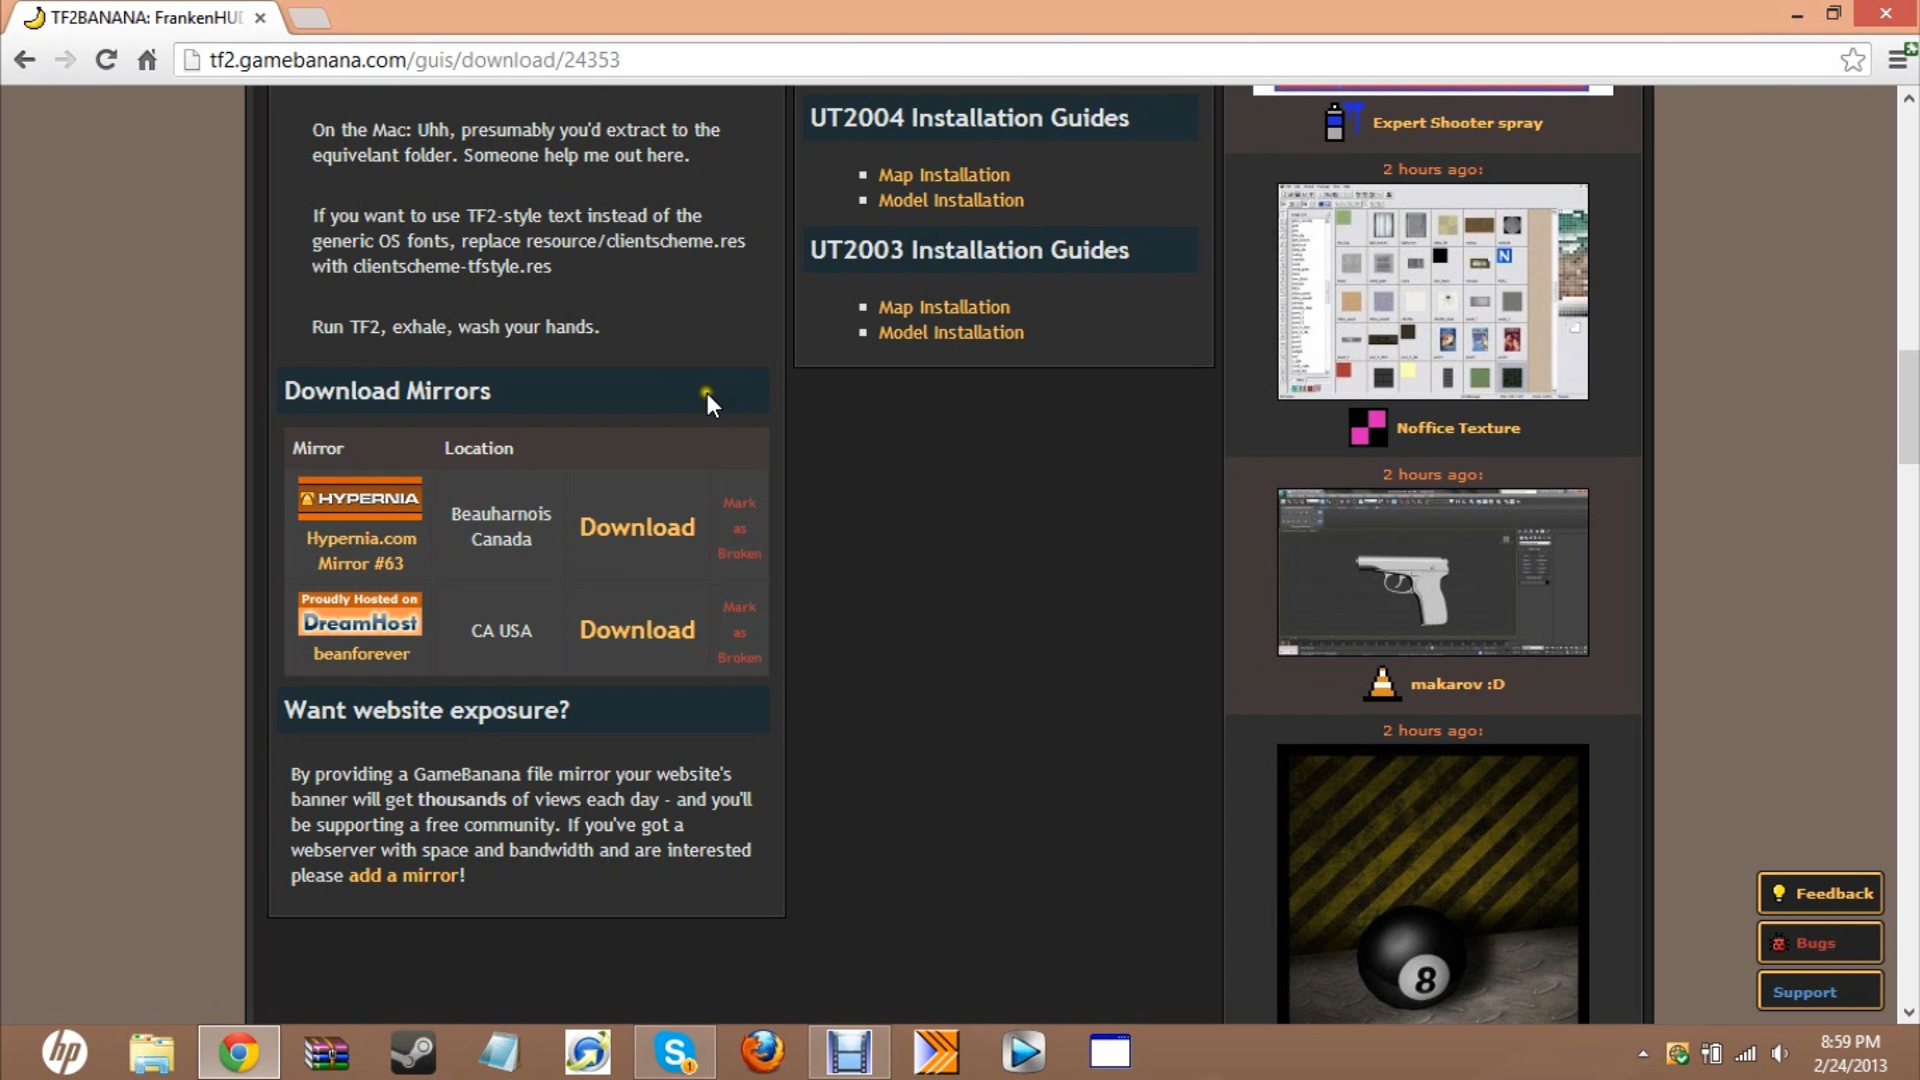 TF2BANANA: FrankenHUD
tf2.gamebanana.com/guis/download/24353
On the Mac: Uhh, presumably you'd extract to the
equivelant folder. Someone help me out here.
If you want to use TF2-style text instead of the
generic OS fonts, replace resource/clientscheme.res
with clientscheme-tfstyle.res
Run TF2, exhale, wash your hands.
Download Mirrors
Mirror Location
HYPERNIA
Hypernia.com
Mirror #63
Beauharnois
Canada
Download
Mark
as
Broken
Proudly Hosted on
DreamHost
beanforever
CA USA
Download
Mark
as
Broken
Want website exposure?
By providing a GameBanana file mirror your website's
banner will get thousands of views each day - and you'll
be supporting a free community. If you've got a
webserver with space and bandwidth and are interested
please add a mirror!
UT2004 Installation Guides
Map Installation
Model Installation
UT2003 Installation Guides
Map Installation
Model Installation
Expert Shooter spray
2 hours ago:
N
Noffice Texture
2 hours ago:
makarov :D
2 hours ago:
8
Feedback
Bugs
Support
hp
S
1
8:59 PM
2/24/2013